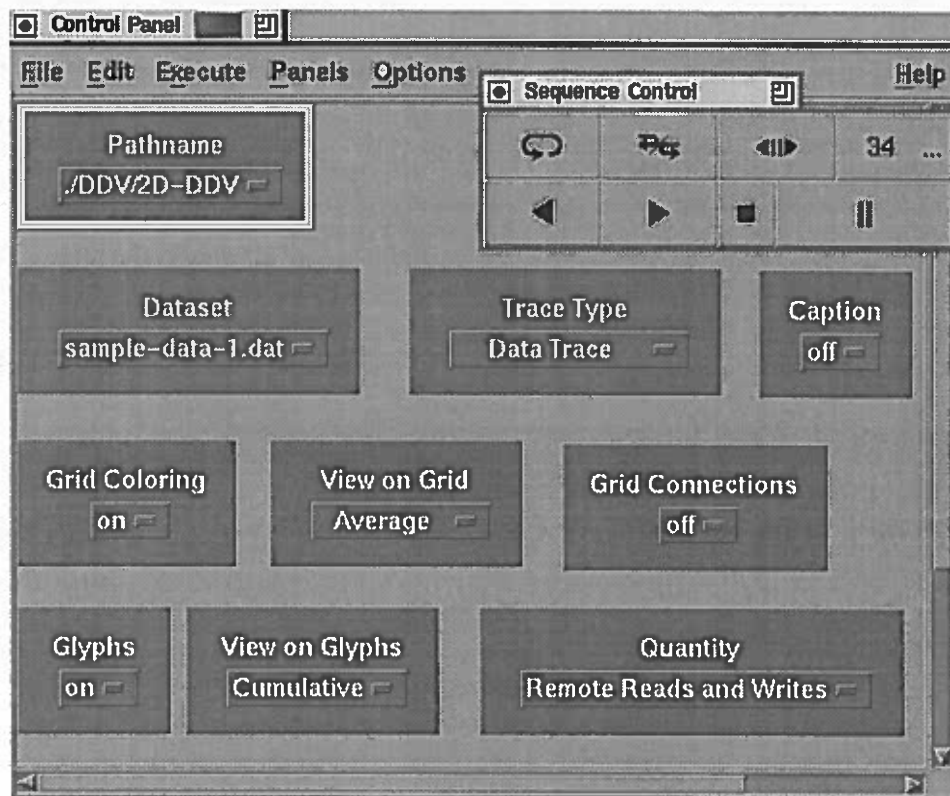 Control Panel
File Edit Execute Panels Options Help
Sequence Control
34 ...
Pathname
./DDV/2D-DDV
Dataset
sample-data-1.dat
Trace Type
Data Trace
Caption
off
Grid Coloring
on
View on Grid
Average
Grid Connections
off
Glyphs
on
View on Glyphs
Cumulative
Quantity
Remote Reads and Writes